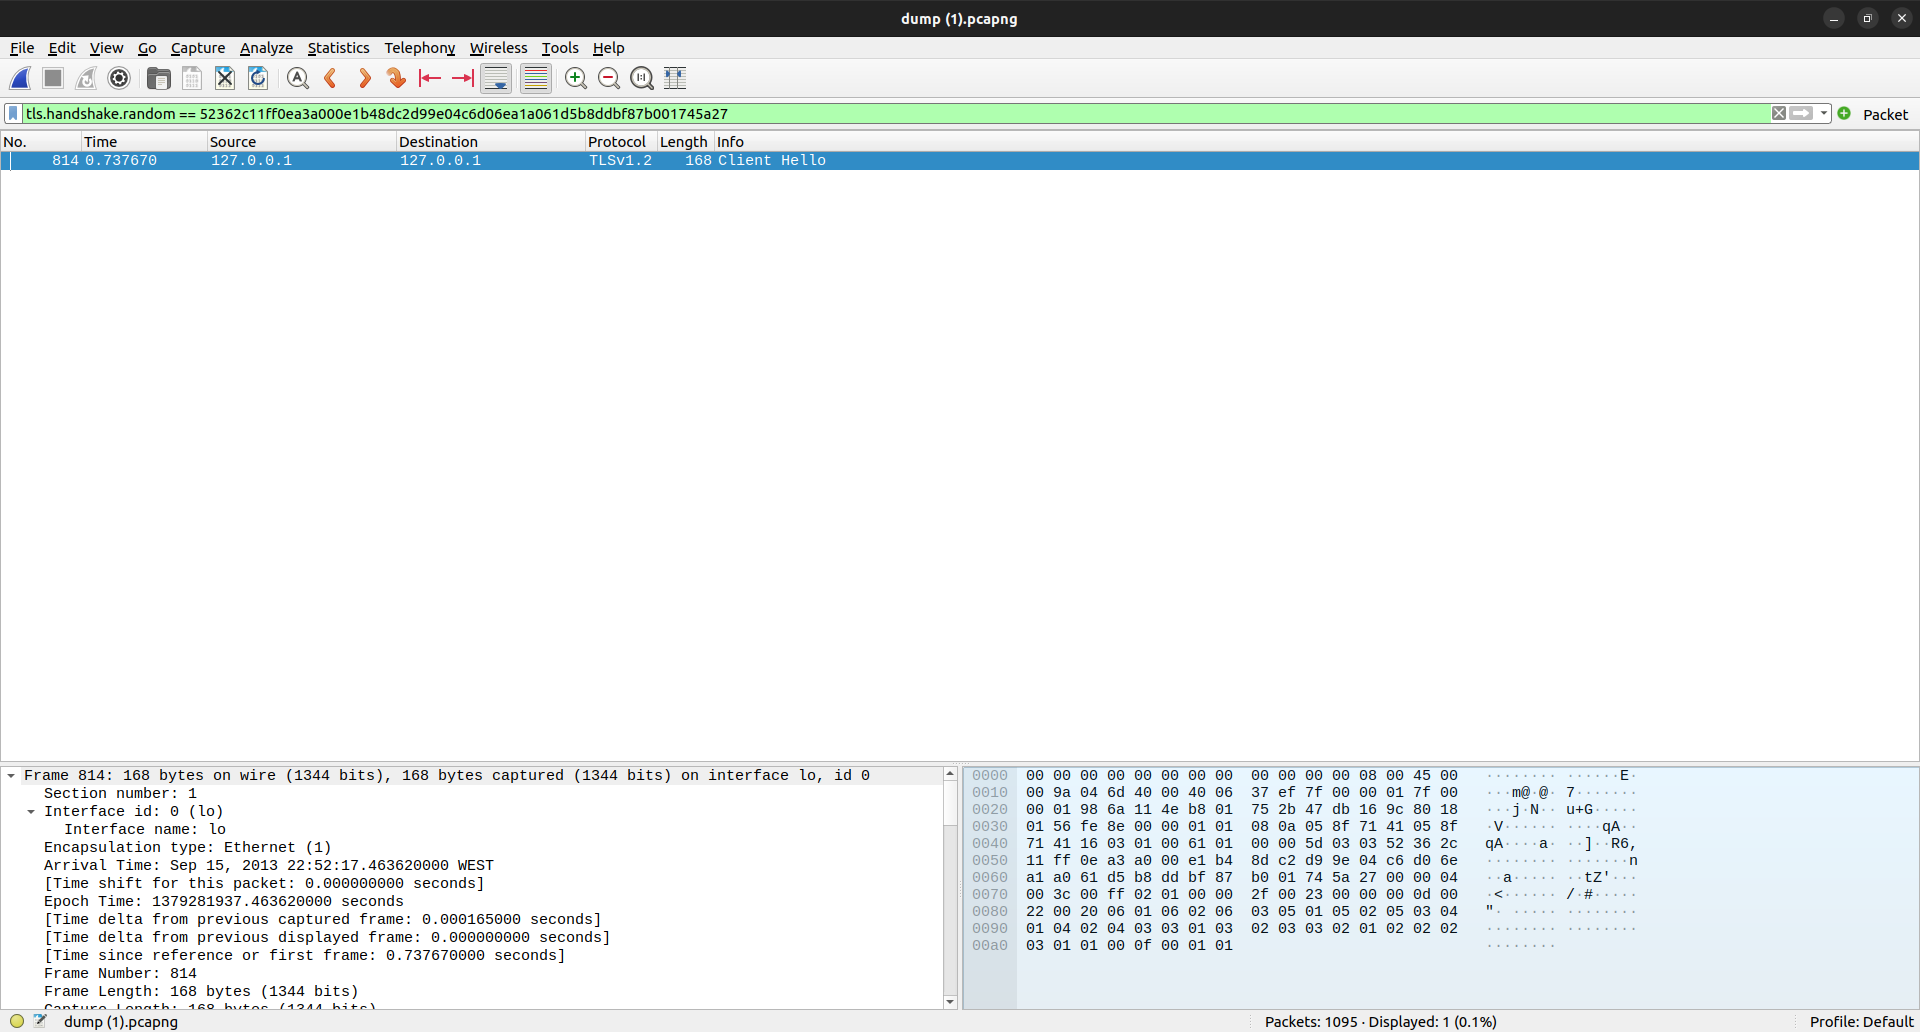 dump (1).pcapng
File Edit View Go Capture Analyze Statistics Telephony Wireless Tools Help
tls.handshake.random == 52362c11ff0ea3a000e1b48dc2d99e04c6d06ea1a061d5b8ddbf87b001745a27 Packet
No. Time Source Destination Protocol Length Info
814 0.737670 127.0.0.1 127.0.0.1 TLSv1.2 168 Client Hello
Frame 814: 168 bytes on wire (1344 bits), 168 bytes captured (1344 bits) on interface lo, id 0
Section number: 1
Interface id: 0 (lo)
Interface name: lo
Encapsulation type: Ethernet (1)
Arrival Time: Sep 15, 2013 22:52:17.463620000 WEST
[Time shift for this packet: 0.000000000 seconds]
Epoch Time: 1379281937.463620000 seconds
[Time delta from previous captured frame: 0.000165000 seconds]
[Time delta from previous displayed frame: 0.000000000 seconds]
[Time since reference or first frame: 0.737670000 seconds]
Frame Number: 814
Frame Length: 168 bytes (1344 bits)
Capture Length: 168 bytes (1344 bits)
0000 00 00 00 00 00 00 00 00 00 00 00 00 08 00 45 00 ········ ······E·
0010 00 9a 04 6d 40 00 40 06 37 ef 7f 00 00 01 7f 00 ···m@·@· 7·······
0020 00 01 98 6a 11 4e b8 01 75 2b 47 db 16 9c 80 18 ···j·N·· u+G·····
0030 01 56 fe 8e 00 00 01 01 08 0a 05 8f 71 41 05 8f ·V······ ····qA··
0040 71 41 16 03 01 00 61 01 00 00 5d 03 03 52 36 2c qA····a· ··]··R6,
0050 11 ff 0e a3 a0 00 e1 b4 8d c2 d9 9e 04 c6 d0 6e ········ ·······n
0060 a1 a0 61 d5 b8 dd bf 87 b0 01 74 5a 27 00 00 04 ··a····· ··tZ'···
0070 00 3c 00 ff 02 01 00 00 2f 00 23 00 00 00 0d 00 ·<······ /·#·····
0080 22 00 20 06 01 06 02 06 03 05 01 05 02 05 03 04 "· ····· ········
0090 01 04 02 04 03 03 01 03 02 03 03 02 01 02 02 02 ········ ········
00a0 03 01 01 00 0f 00 01 01 ········
dump (1).pcapng Packets: 1095 · Displayed: 1 (0.1%) Profile: Default